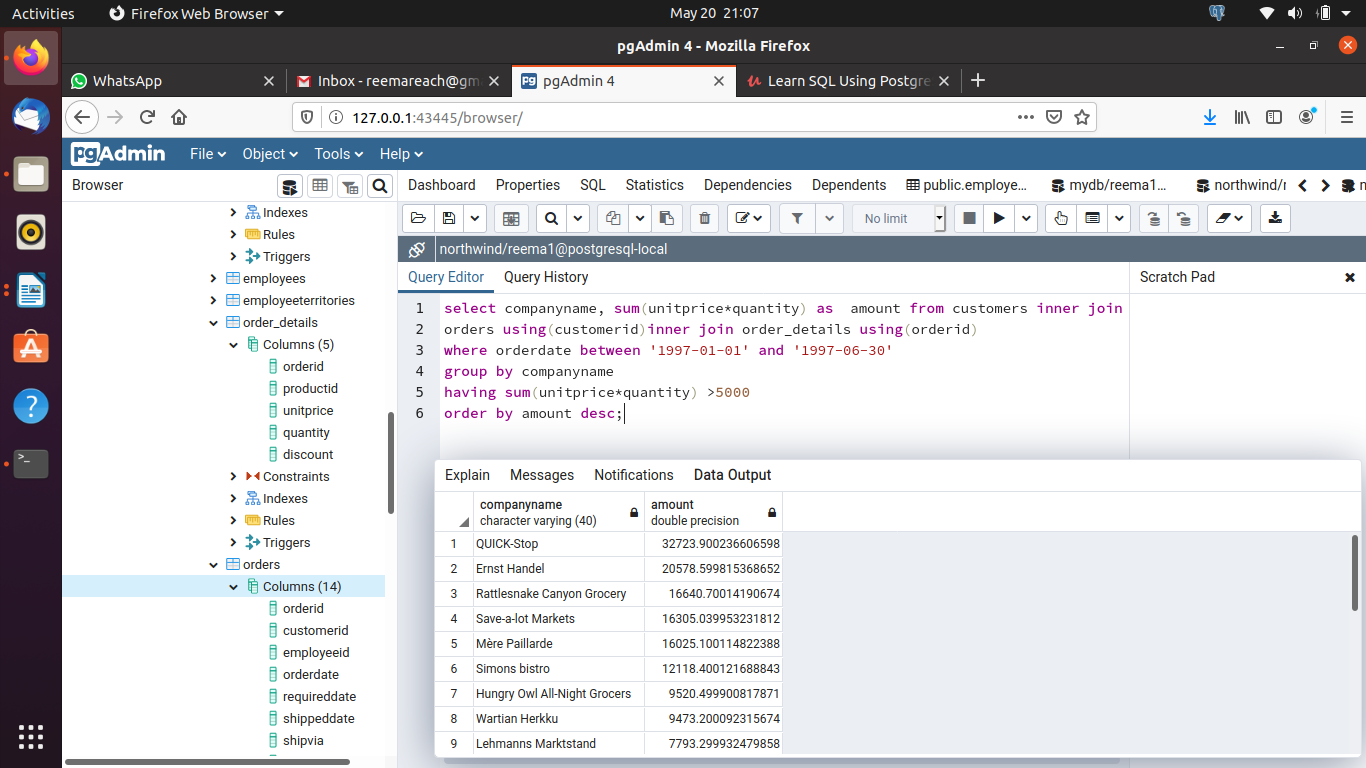 Activities Firefox Web Browser May 20 21:07
pgAdmin 4 - Mozilla Firefox
WhatsApp Inbox - reemareach@gm pgAdmin 4 Learn SQL Using Postgre
127.0.0.1:43445/browser/
pgAdmin File Object Tools Help
Browser Dashboard Properties SQL Statistics Dependencies Dependents public.employe... mydb/reema1... northwind/r
No limit
northwind/reema1@postgresql-local
Query Editor Query History Scratch Pad
Indexes
Rules
Triggers
employees
employeeterritories
order_details
Columns (5)
orderid
productid
unitprice
quantity
discount
Constraints
Indexes
Rules
Triggers
orders
Columns (14)
orderid
customerid
employeeid
orderdate
requireddate
shippeddate
shipvia
1 select companyname, sum(unitprice*quantity) as  amount from customers inner join
2 orders using(customerid)inner join order_details using(orderid)
3 where orderdate between '1997-01-01' and '1997-06-30'
4 group by companyname
5 having sum(unitprice*quantity) >5000
6 order by amount desc;
Explain Messages Notifications Data Output
companyname amount
character varying (40) double precision
1 QUICK-Stop 32723.900236606598
2 Ernst Handel 20578.599815368652
3 Rattlesnake Canyon Grocery 16640.70014190674
4 Save-a-lot Markets 16305.039953231812
5 Mère Paillarde 16025.100114822388
6 Simons bistro 12118.400121688843
7 Hungry Owl All-Night Grocers 9520.499900817871
8 Wartian Herkku 9473.200092315674
9 Lehmanns Marktstand 7793.299932479858